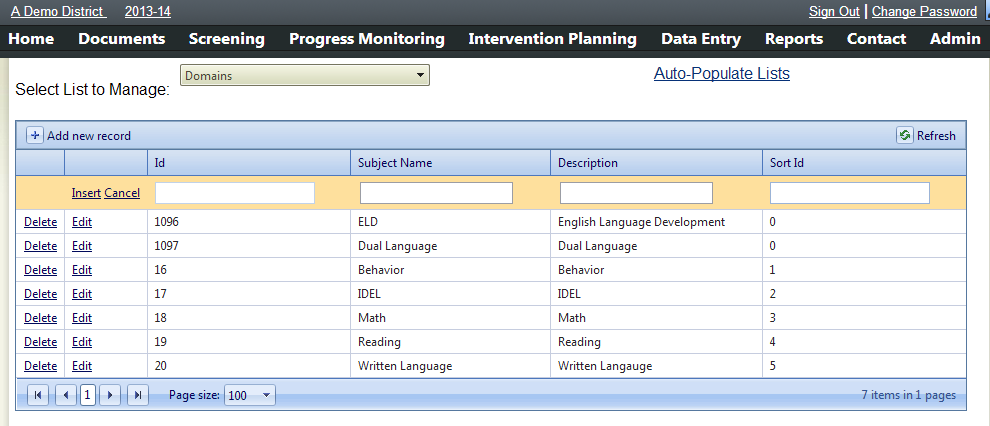 A Demo District 2013-14 Sign Out | Change Password
Home Documents Screening Progress Monitoring Intervention Planning Data Entry Reports Contact Admin
Select List to Manage: Domains Auto-Populate Lists
Add new record Refresh
Id Subject Name Description Sort Id
Insert Cancel
Delete Edit 1096 ELD English Language Development 0
Delete Edit 1097 Dual Language Dual Language 0
Delete Edit 16 Behavior Behavior 1
Delete Edit 17 IDEL IDEL 2
Delete Edit 18 Math Math 3
Delete Edit 19 Reading Reading 4
Delete Edit 20 Written Language Written Langauge 5
1 Page size: 100 7 items in 1 pages